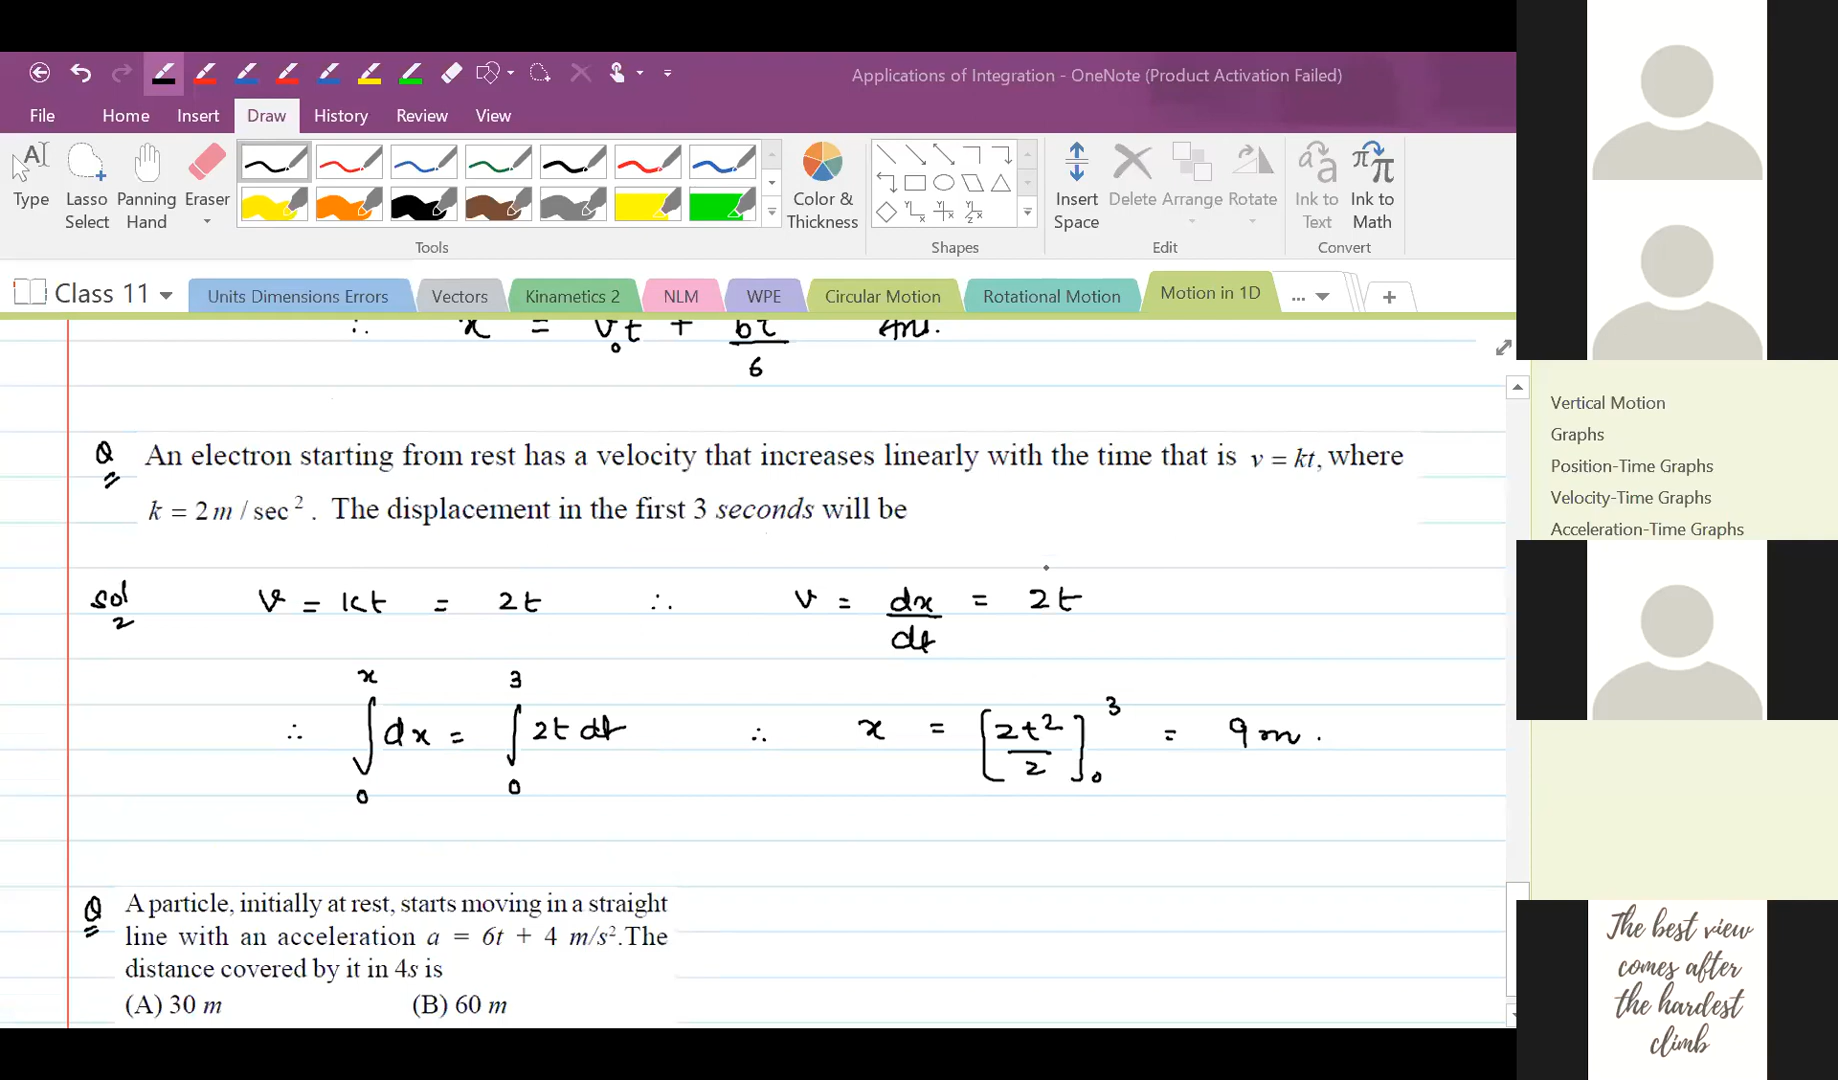 Applications of Integration - OneNote (Product Activation Failed)
File Home Insert Draw History Review View
Type Lasso Select Panning Hand Eraser Color & Thickness Insert Space Delete Arrange Rotate Ink to Text Ink to Math
Tools Shapes Edit Convert
Class 11 Units Dimensions Errors Vectors Kinametics 2 NLM WPE Circular Motion Rotational Motion Motion in 1D ... +
∴ x = v₀t + /6 Ans.
Q An electron starting from rest has a velocity that increases linearly with the time that is v = kt, where
k = 2 m / sec². The displacement in the first 3 seconds will be
Sol v = kt = 2t ∴ v = dx/dt = 2t
∴ ∫₀ˣ dx = ∫₀³ 2t dt ∴ x = [2t²/2]₀³ = 9 m.
Q A particle, initially at rest, starts moving in a straight
line with an acceleration a = 6t + 4 m/s².The
distance covered by it in 4s is
(A) 30 m (B) 60 m
Vertical Motion
Graphs
Position-Time Graphs
Velocity-Time Graphs
Acceleration-Time Graphs
The best view
comes after
the hardest
climb